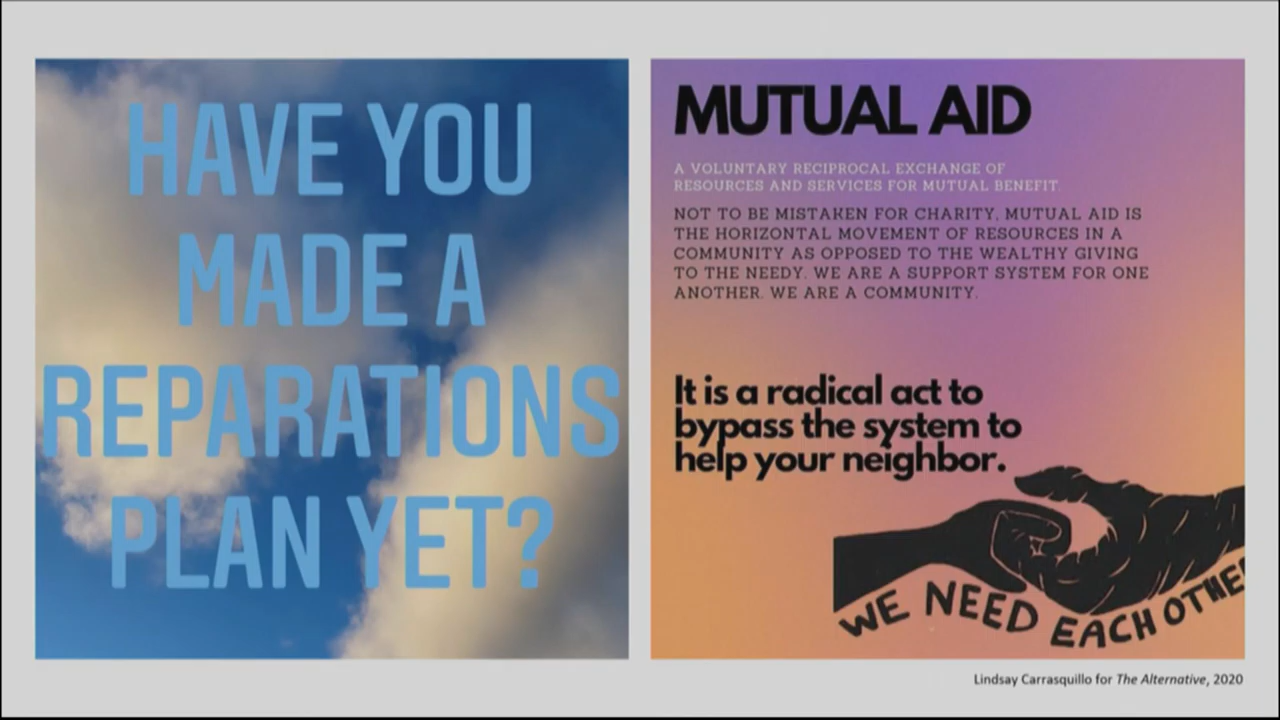 HAVE YOU
MADE A
REPARATIONS
PLAN YET?
MUTUAL AID
A VOLUNTARY RECIPROCAL EXCHANGE OF
RESOURCES AND SERVICES FOR MUTUAL BENEFIT.
NOT TO BE MISTAKEN FOR CHARITY, MUTUAL AID IS
THE HORIZONTAL MOVEMENT OF RESOURCES IN A
COMMUNITY AS OPPOSED TO THE WEALTHY GIVING
TO THE NEEDY. WE ARE A SUPPORT SYSTEM FOR ONE
ANOTHER. WE ARE A COMMUNITY.
It is a radical act to
bypass the system to
help your neighbor.
WE NEED EACH OTHER
Lindsay Carrasquillo for The Alternative, 2020